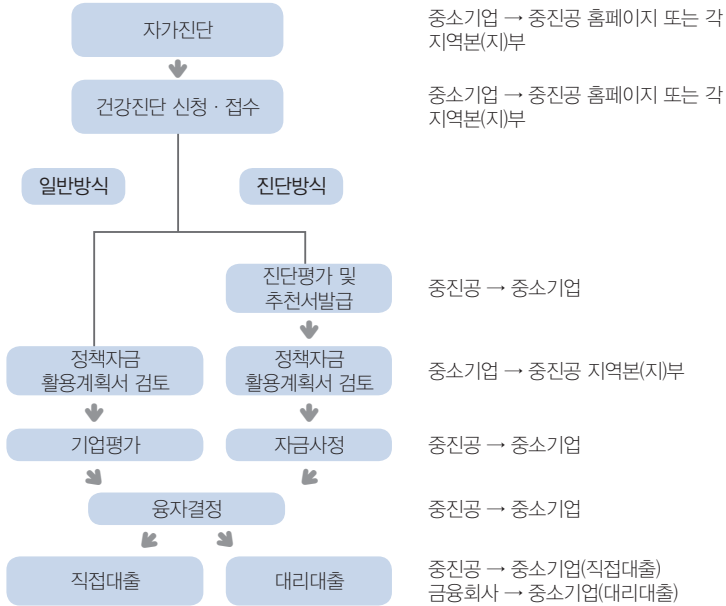 자가진단
중소기업 → 중진공 홈페이지 또는 각
지역본(지)부
건강진단 신청 · 접수
중소기업 → 중진공 홈페이지 또는 각
지역본(지)부
일반방식
진단방식
진단평가 및
추천서발급
중진공 → 중소기업
정책자금
활용계획서 검토
정책자금
활용계획서 검토
중소기업 → 중진공 지역본(지)부
기업평가
자금사정
중진공 → 중소기업
융자결정
중진공 → 중소기업
직접대출
대리대출
중진공 → 중소기업(직접대출)
금융회사 → 중소기업(대리대출)